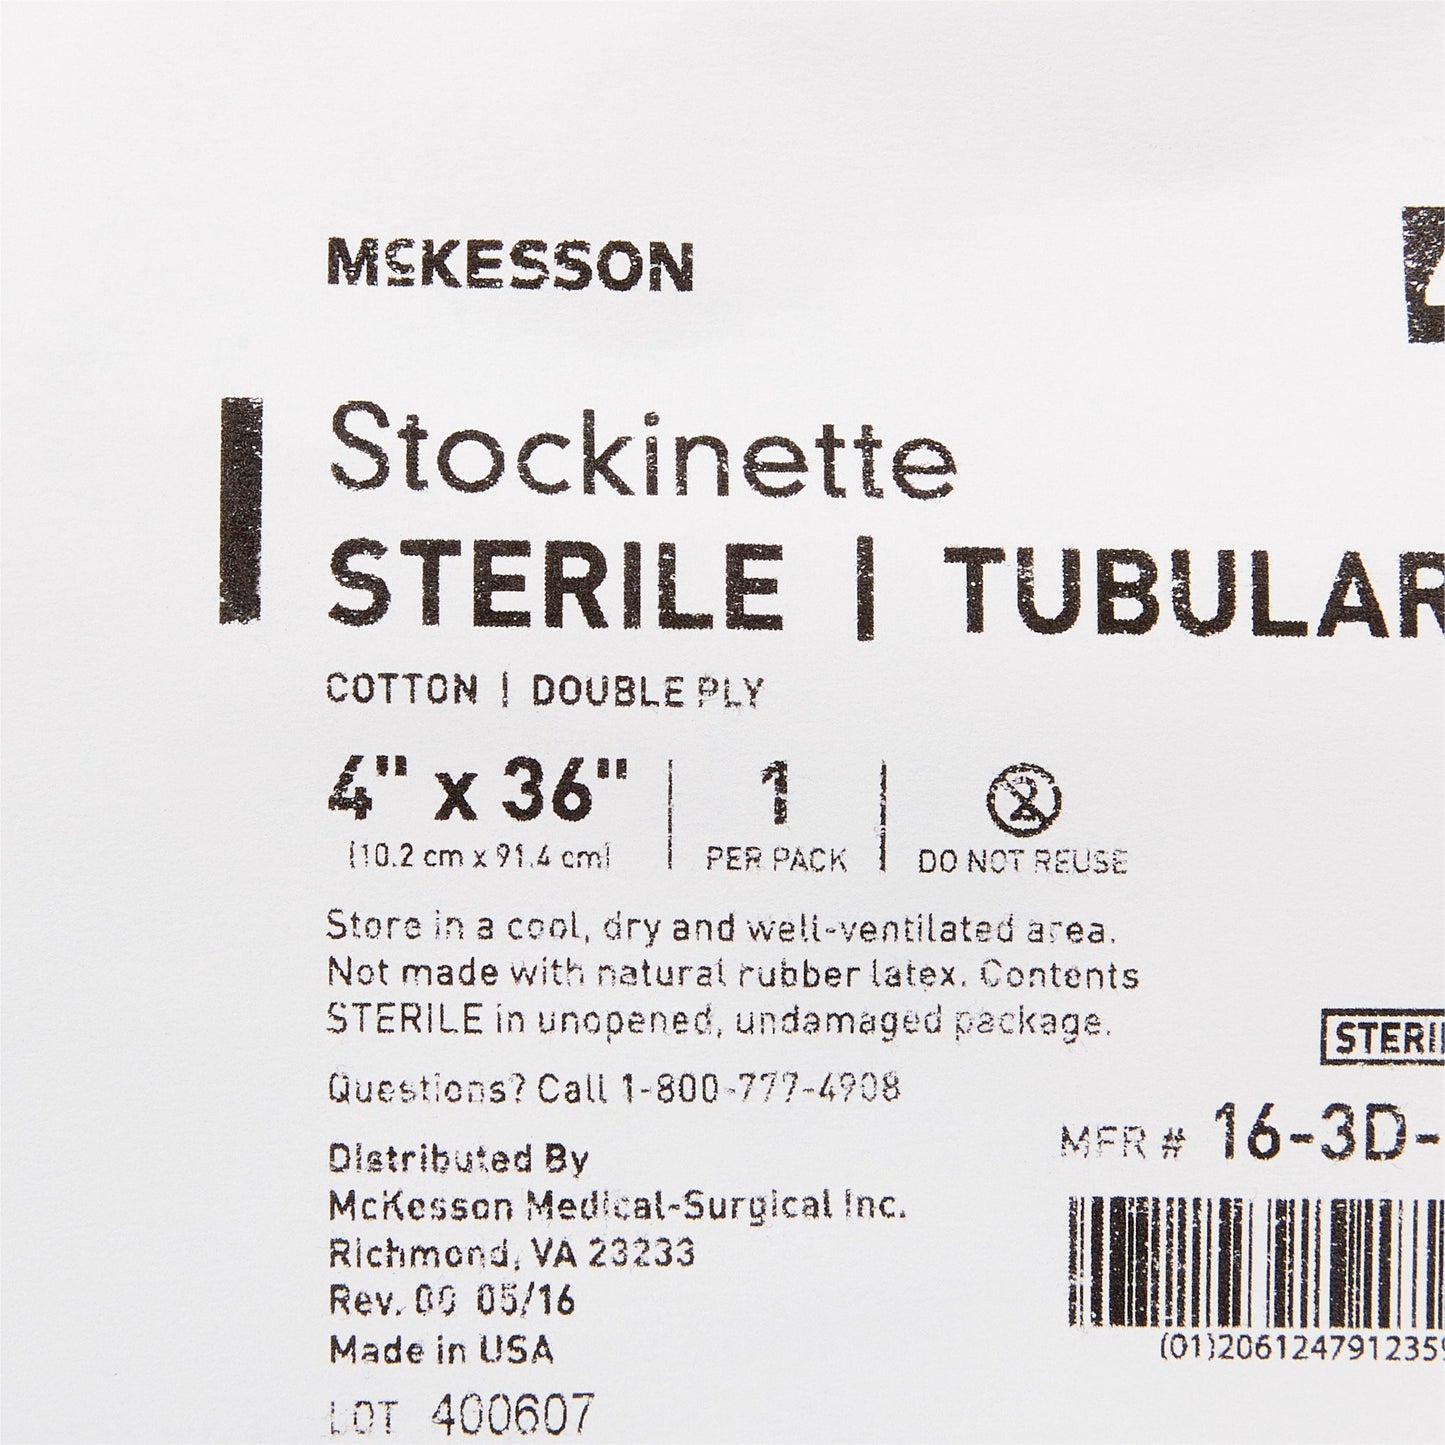 McKESSON
Stockinette
STERILE | TUBULAR
COTTON | DOUBLE PLY
4" x 36"
(10.2 cm x 91.4 cm)
1
PER PACK
2
DO NOT REUSE
Store in a cool, dry and well-ventilated area.
Not made with natural rubber latex. Contents
STERILE in unopened, undamaged package.
Questions? Call 1-800-777-4908
Distributed By
McKesson Medical-Surgical Inc.
Richmond, VA 23233
Rev. 00 05/16
Made in USA
LOT 400607
MFR # 16-3D-
(01)2061247912359